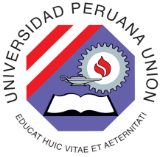 UNIVERSIDAD PERUANA UNION
EDUCAT HUIC VITAE ET AETERNITATI